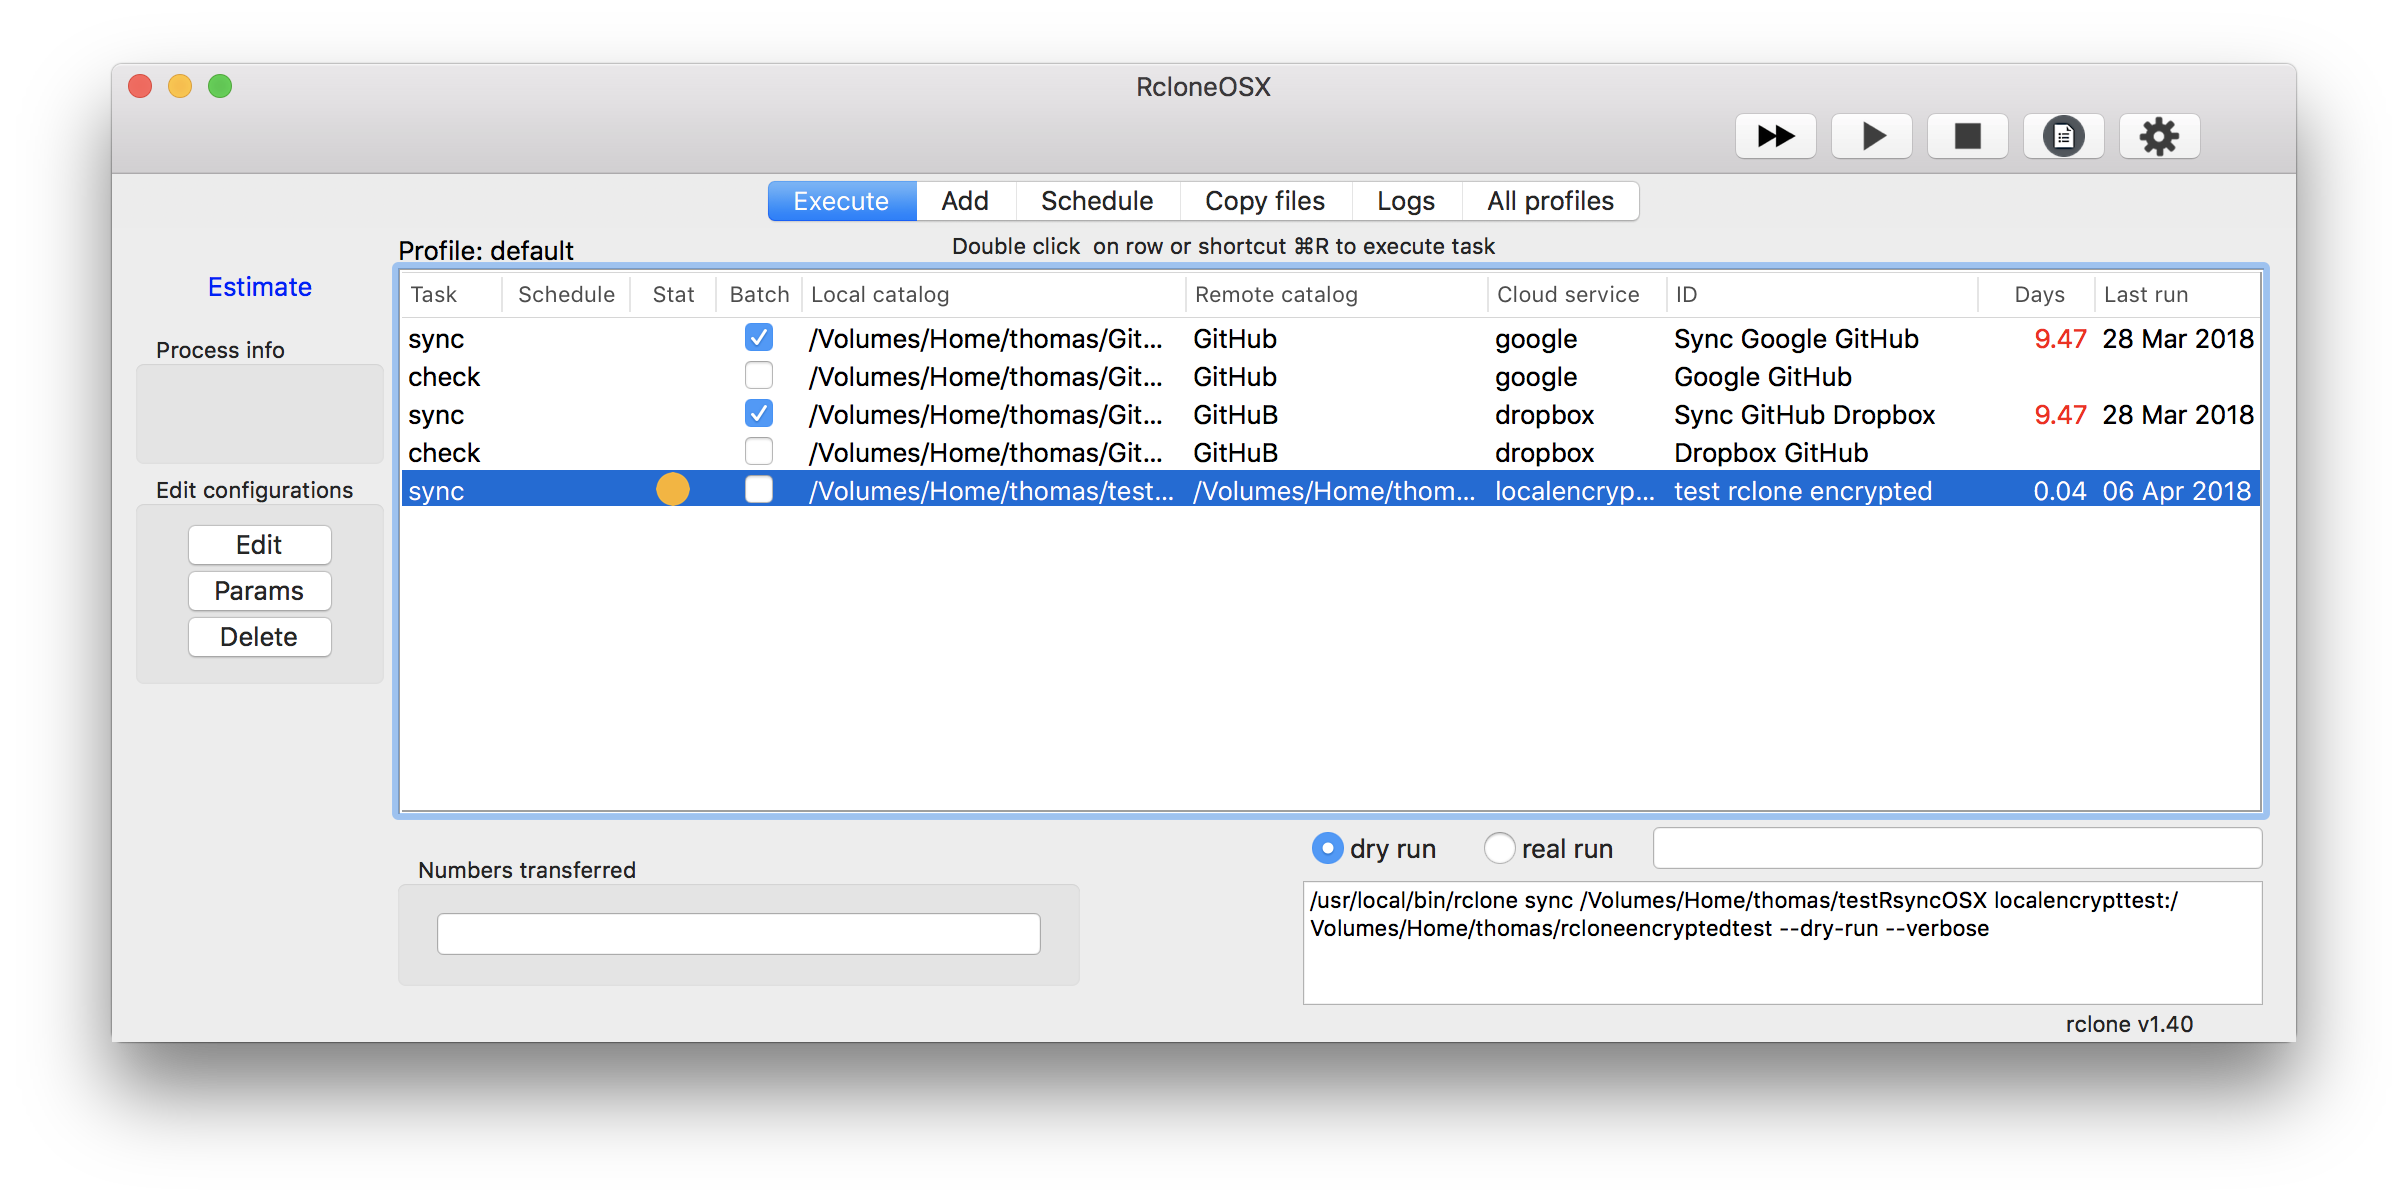 RcloneOSX
Execute Add Schedule Copy files Logs All profiles
Profile: default
Double click on row or shortcut ⌘R to execute task
Estimate
Process info
Edit configurations
Edit
Params
Delete
Task Schedule Stat Batch Local catalog Remote catalog Cloud service ID Days Last run
sync /Volumes/Home/thomas/Git... GitHub google Sync Google GitHub 9.47 28 Mar 2018
check /Volumes/Home/thomas/Git... GitHub google Google GitHub
sync /Volumes/Home/thomas/Git... GitHuB dropbox Sync GitHub Dropbox 9.47 28 Mar 2018
check /Volumes/Home/thomas/Git... GitHuB dropbox Dropbox GitHub
sync /Volumes/Home/thomas/test... /Volumes/Home/thom... localencryp... test rclone encrypted 0.04 06 Apr 2018
dry run real run
Numbers transferred
/usr/local/bin/rclone sync /Volumes/Home/thomas/testRsyncOSX localencrypttest:/
Volumes/Home/thomas/rcloneencryptedtest --dry-run --verbose
rclone v1.40